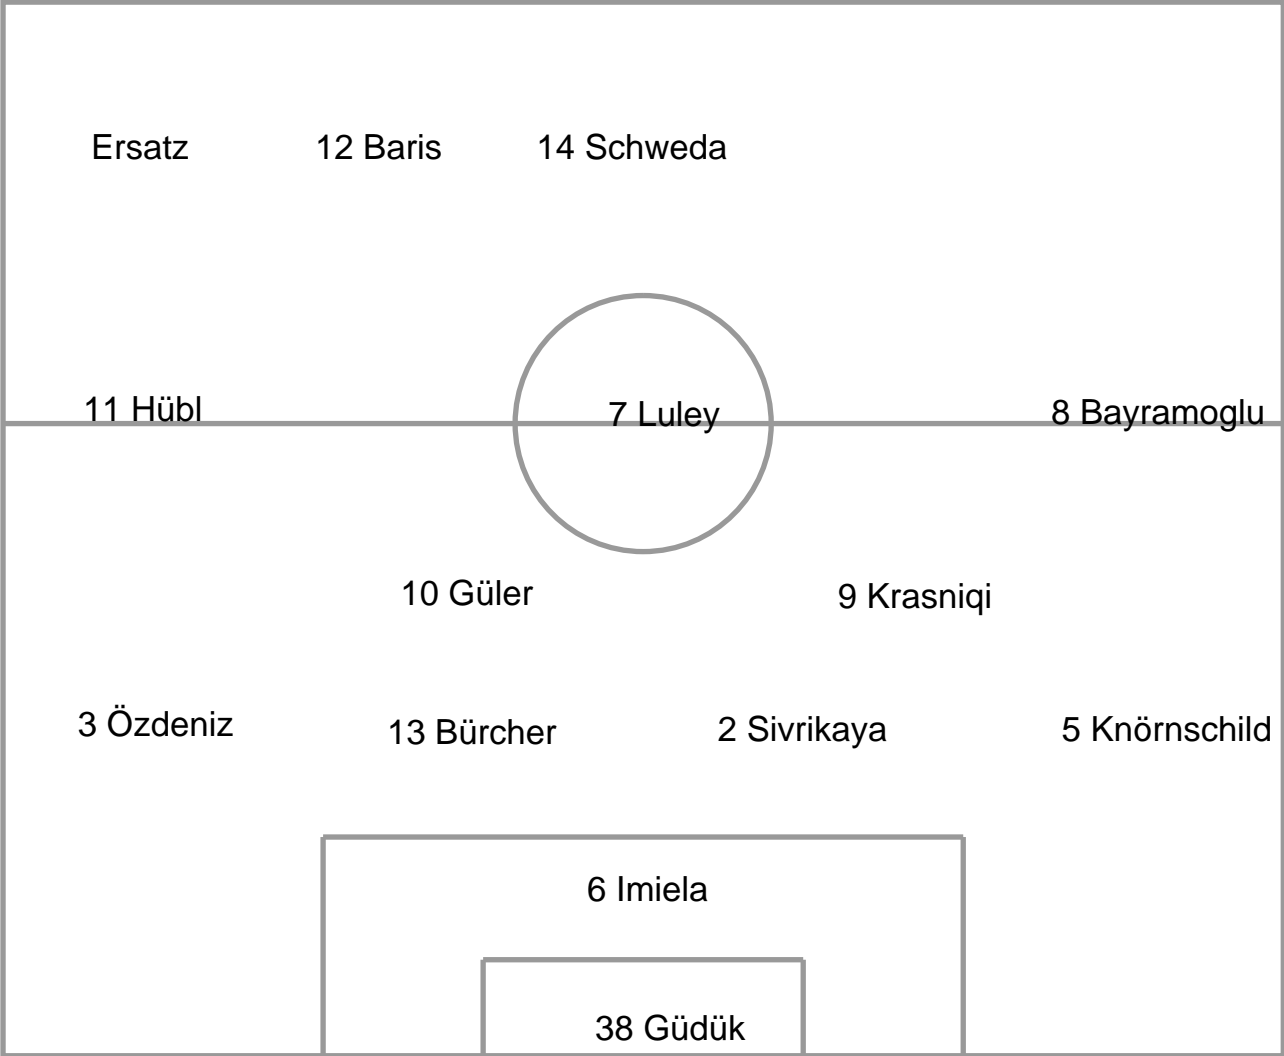 Ersatz 12 Baris 14 Schweda
11 Hübl 7 Luley 8 Bayramoglu
10 Güler 9 Krasniqi
3 Özdeniz 13 Bürcher 2 Sivrikaya 5 Knörnschild
6 Imiela
38 Güdük